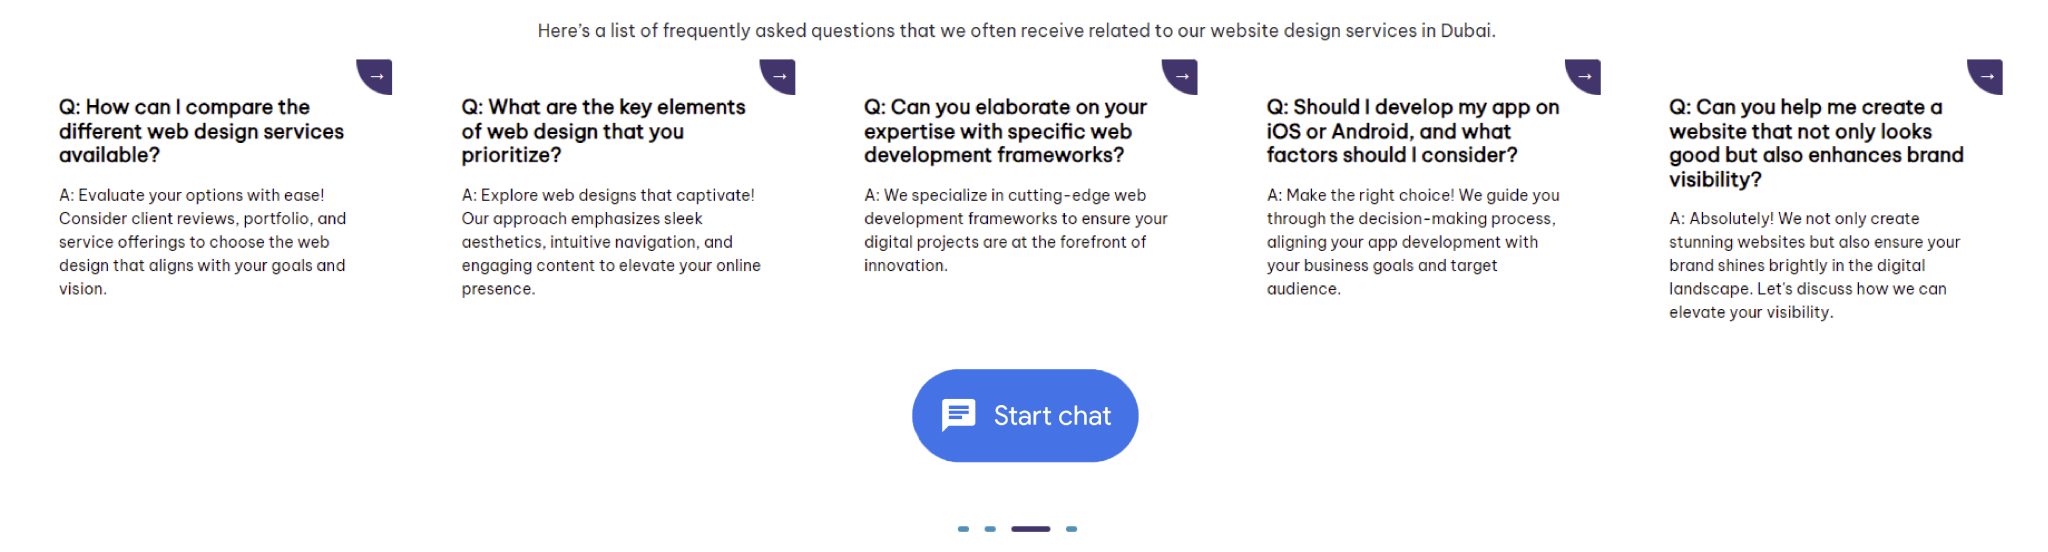 Here's a list of frequently asked questions that we often receive related to our website design services in Dubai.
→
Q: How can I compare the
different web design services
available?
A: Evaluate your options with ease!
Consider client reviews, portfolio, and
service offerings to choose the web
design that aligns with your goals and
vision.
→
Q: What are the key elements
of web design that you
prioritize?
A: Explore web designs that captivate!
Our approach emphasizes sleek
aesthetics, intuitive navigation, and
engaging content to elevate your online
presence.
→
Q: Can you elaborate on your
expertise with specific web
development frameworks?
A: We specialize in cutting-edge web
development frameworks to ensure your
digital projects are at the forefront of
innovation.
→
Q: Should I develop my app on
iOS or Android, and what
factors should I consider?
A: Make the right choice! We guide you
through the decision-making process,
aligning your app development with
your business goals and target
audience.
→
Q: Can you help me create a
website that not only looks
good but also enhances brand
visibility?
A: Absolutely! We not only create
stunning websites but also ensure your
brand shines brightly in the digital
landscape. Let's discuss how we can
elevate your visibility.
Start chat